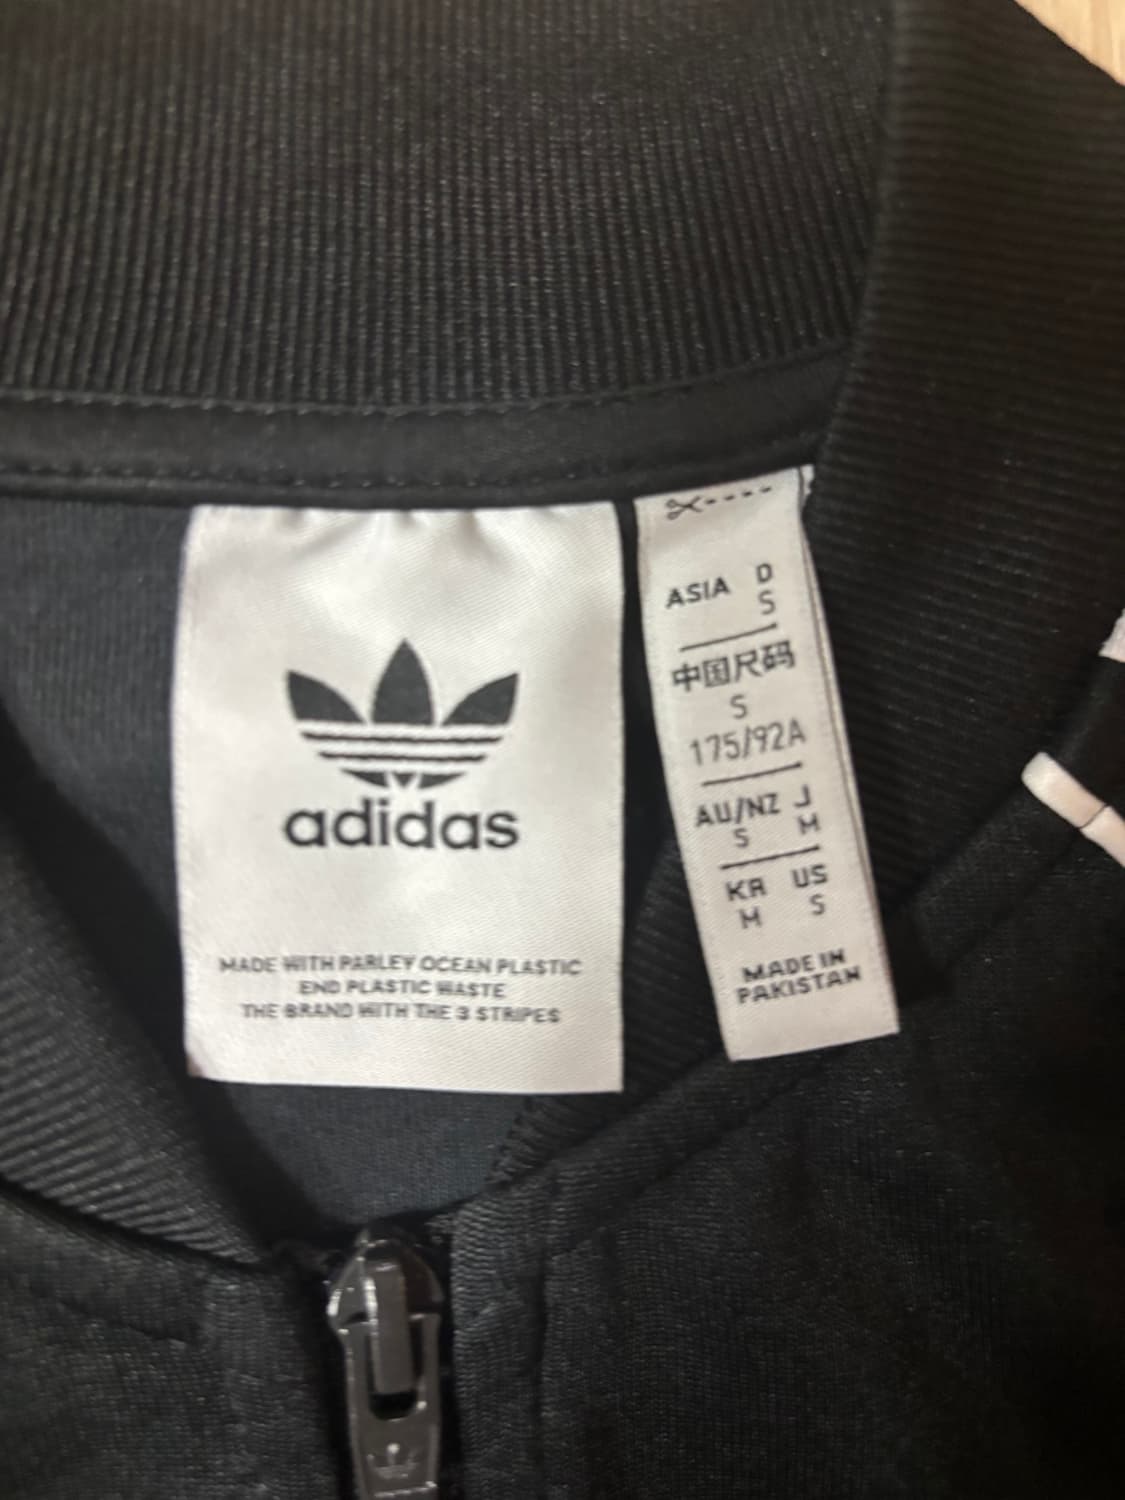 adidas
MADE WITH PARLEY OCEAN PLASTIC
END PLASTIC WASTE
THE BRAND WITH THE 3 STRIPES
ASIA D
S
中国尺码
S
175/92A
AU/NZ J
S M
KR US
M S
MADE IN
PAKISTAN